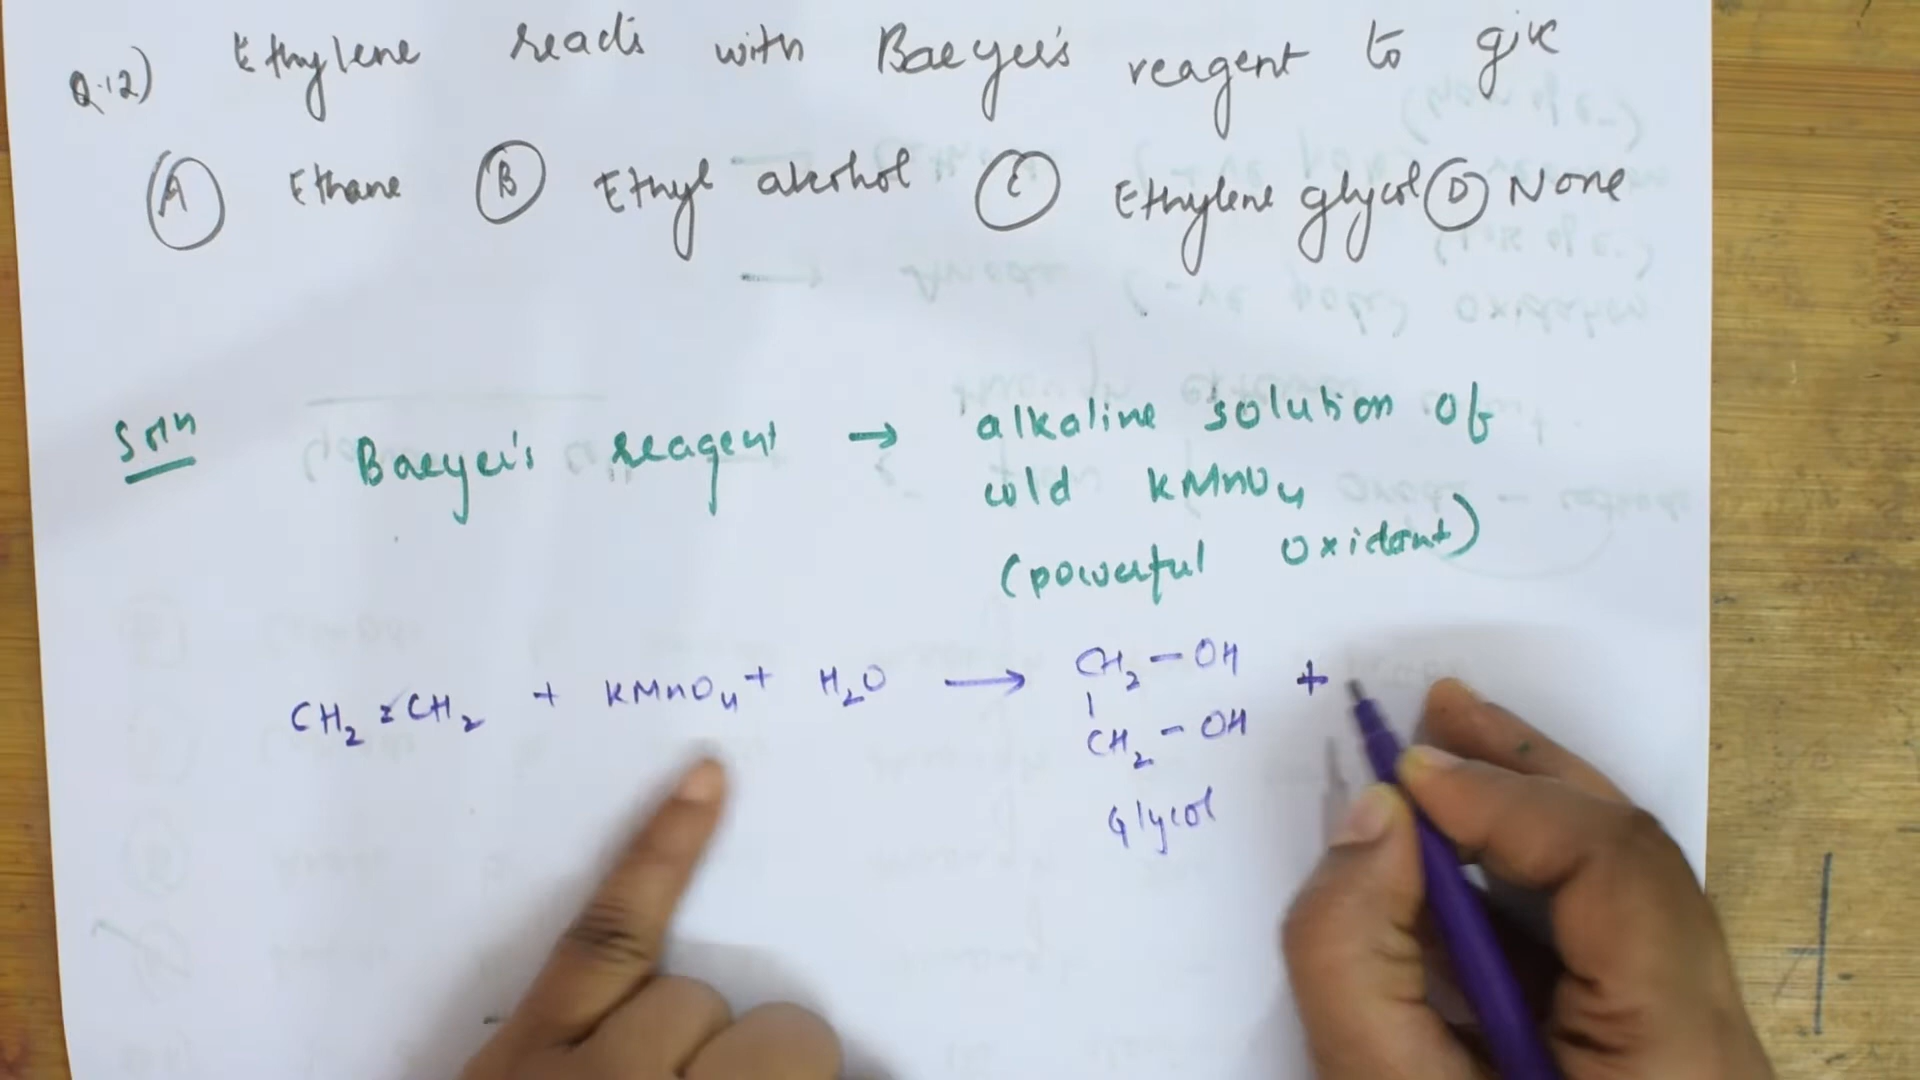 Q.12) Ethylene reacts with Baeyer's reagent to give
(A) Ethane (B) Ethyl alcohol (C) Ethylene glycol (D) None
Soln
Baeyer's reagent → alkaline solution of
cold KMnO4
(powerful oxidant)
CH2=CH2 + KMnO4 + H2O → CH2-OH +
|
CH2-OH
Glycol